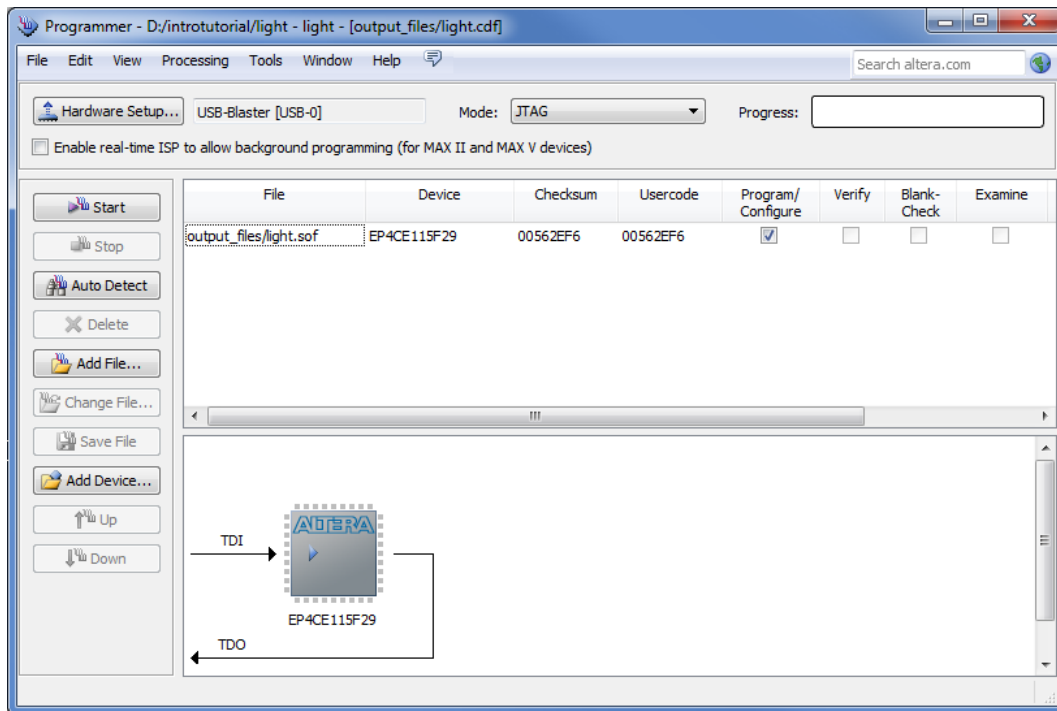 Programmer - D:/introtutorial/light - light - [output_files/light.cdf]
File Edit View Processing Tools Window Help
Search altera.com
Hardware Setup... USB-Blaster [USB-0] Mode: JTAG Progress:
Enable real-time ISP to allow background programming (for MAX II and MAX V devices)
Start
Stop
Auto Detect
Delete
Add File...
Change File...
Save File
Add Device...
Up
Down
File Device Checksum Usercode Program/ Verify Blank- Examine
Configure Check
output_files/light.sof EP4CE115F29 00562EF6 00562EF6
ALTERA
TDI
EP4CE115F29
TDO